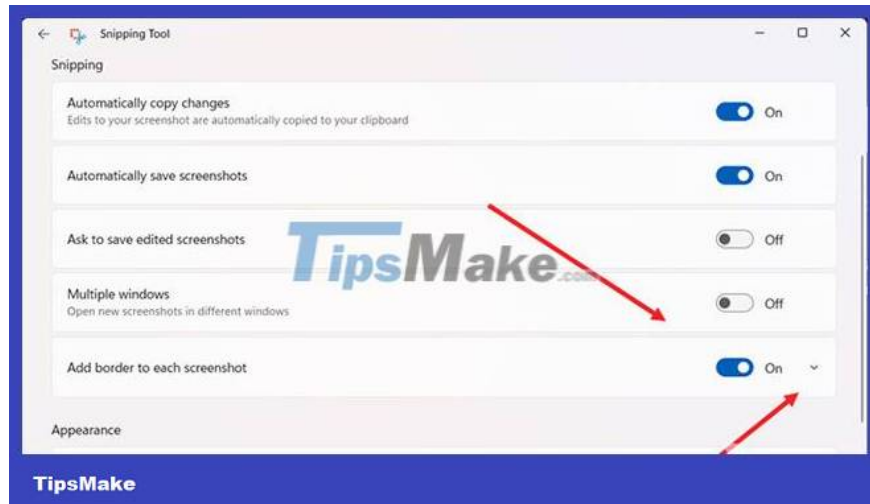 Snipping Tool
Snipping
Automatically copy changes
Edits to your screenshot are automatically copied to your clipboard
On
Automatically save screenshots
On
Ask to save edited screenshots
Off
TipsMake.com
Multiple windows
Open new screenshots in different windows
Off
Add border to each screenshot
On
Appearance
TipsMake